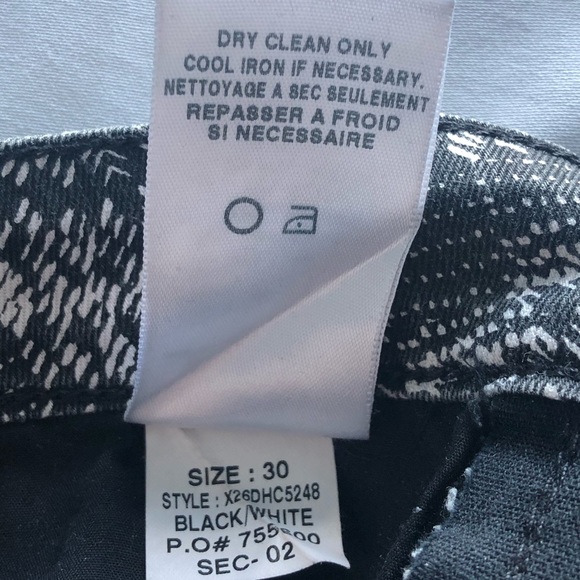 DRY CLEAN ONLY
COOL IRON IF NECESSARY.
NETTOYAGE A SEC SEULEMENT
REPASSER A FROID
SI NECESSAIRE
SIZE : 30
STYLE : X26DHC5248
BLACK/WHITE
P.O#
SEC- 02